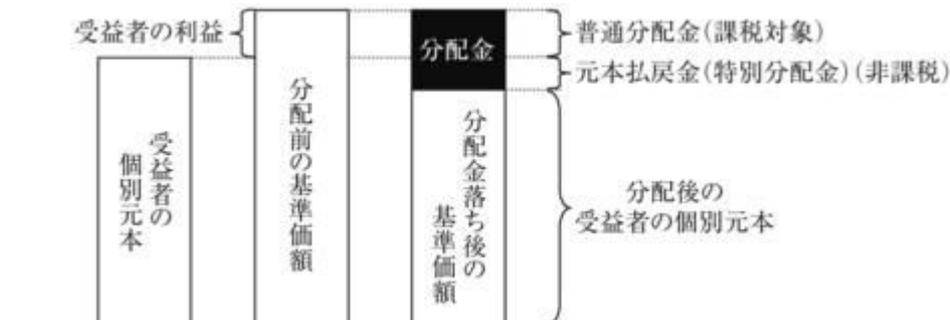 受益者の利益
分配金
普通分配金(課税対象)
元本払戻金(特別分配金)(非課税)
受益者の
個別元本
分配前の基準価額
分配金落ち後の
基準価額
分配後の
受益者の個別元本